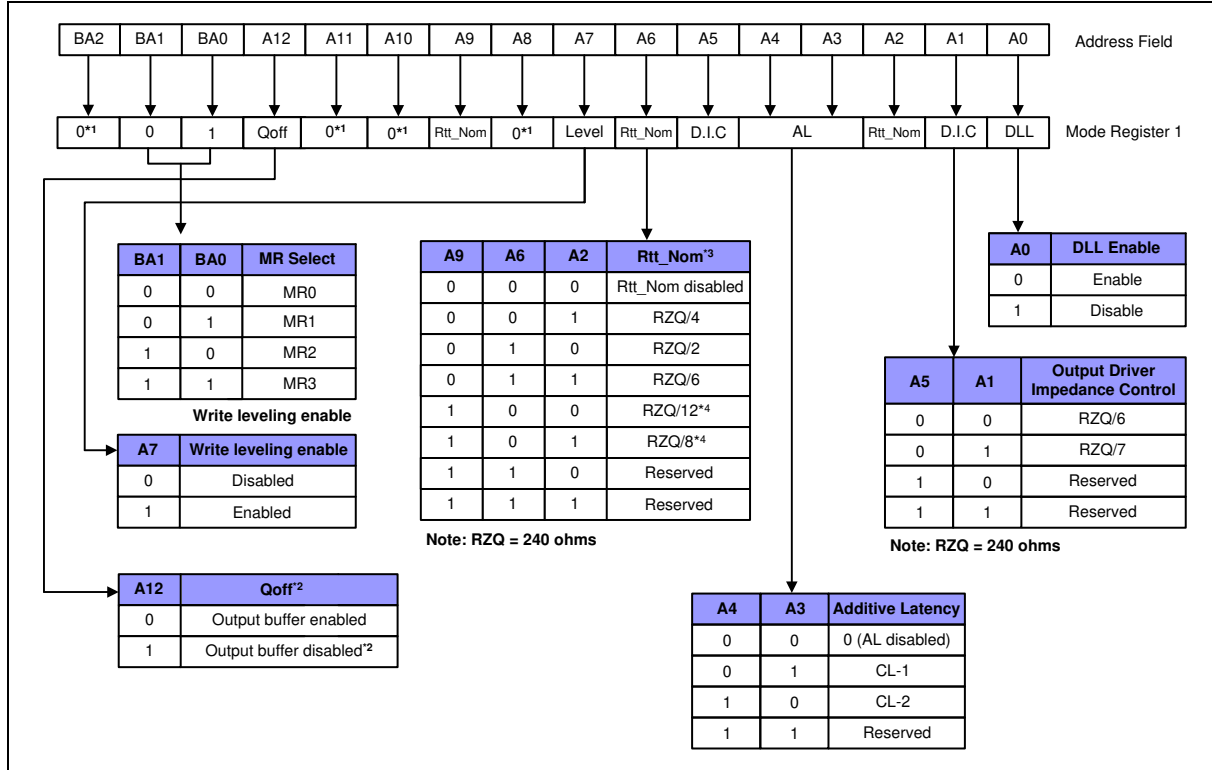 BA2 BA1 BA0 A12 A11 A10 A9 A8 A7 A6 A5 A4 A3 A2 A1 A0 Address Field
0*1 0 1 Qoff 0*1 0*1 Rtt_Nom 0*1 Level Rtt_Nom D.I.C AL Rtt_Nom D.I.C DLL Mode Register 1
BA1 BA0 MR Select
0 0 MR0
0 1 MR1
1 0 MR2
1 1 MR3
Write leveling enable
A7 Write leveling enable
0 Disabled
1 Enabled
A12 Qoff*2
0 Output buffer enabled
1 Output buffer disabled*2
A9 A6 A2 Rtt_Nom*3
0 0 0 Rtt_Nom disabled
0 0 1 RZQ/4
0 1 0 RZQ/2
0 1 1 RZQ/6
1 0 0 RZQ/12*4
1 0 1 RZQ/8*4
1 1 0 Reserved
1 1 1 Reserved
Note: RZQ = 240 ohms
A4 A3 Additive Latency
0 0 0 (AL disabled)
0 1 CL-1
1 0 CL-2
1 1 Reserved
A0 DLL Enable
0 Enable
1 Disable
A5 A1 Output Driver
Impedance Control
0 0 RZQ/6
0 1 RZQ/7
1 0 Reserved
1 1 Reserved
Note: RZQ = 240 ohms